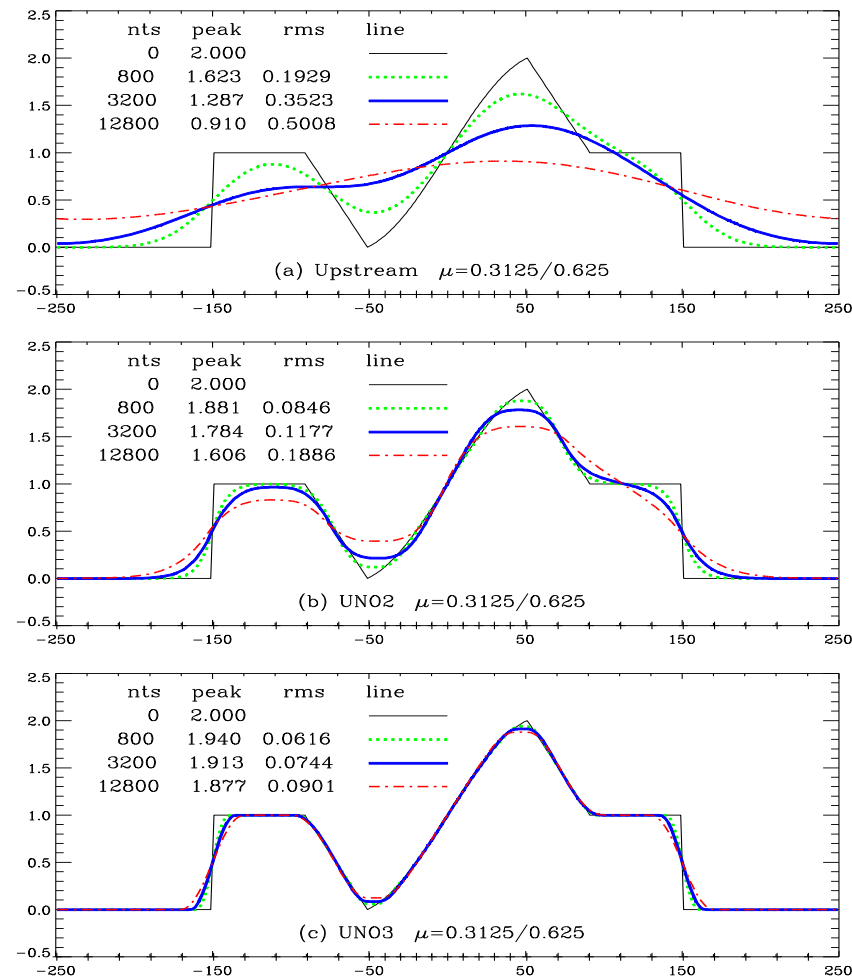 2.5
nts peak rms line
0 2.000
2.0
800 1.623 0.1929
1.5
3200 1.287 0.3523
12800 0.910 0.5008
1.0
0.5
0.0
(a) Upstream μ=0.3125/0.625
-0.5
-250 -150 -50 50 150 250
2.5
nts peak rms line
0 2.000
2.0
800 1.881 0.0846
1.5
3200 1.784 0.1177
12800 1.606 0.1886
1.0
0.5
0.0
(b) UNO2 μ=0.3125/0.625
-0.5
-250 -150 -50 50 150 250
2.5
nts peak rms line
0 2.000
2.0
800 1.940 0.0616
1.5
3200 1.913 0.0744
12800 1.877 0.0901
1.0
0.5
0.0
(c) UNO3 μ=0.3125/0.625
-0.5
-250 -150 -50 50 150 250